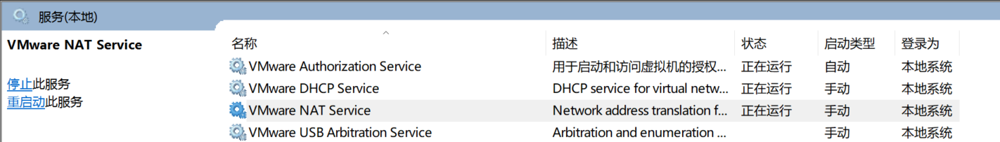 服务(本地)
VMware NAT Service
停止此服务
重启动此服务
名称 描述 状态 启动类型 登录为
VMware Authorization Service 用于启动和访问虚拟机的授权... 正在运行 自动 本地系统
VMware DHCP Service DHCP service for virtual netw... 正在运行 手动 本地系统
VMware NAT Service Network address translation f... 正在运行 手动 本地系统
VMware USB Arbitration Service Arbitration and enumeration ... 手动 本地系统